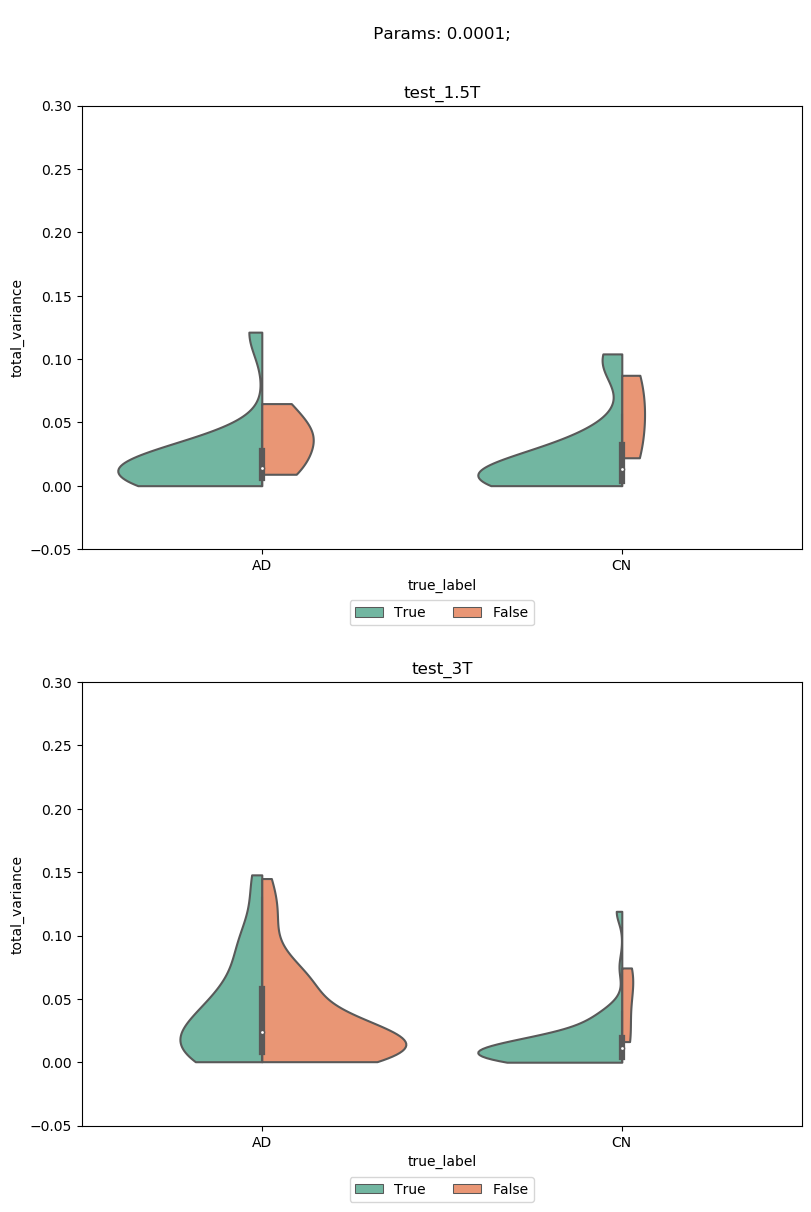 Params: 0.0001;
test_1.5T
0.30
0.25
0.20
0.15
0.10
0.05
0.00
−0.05
total_variance
AD CN
true_label
True False
test_3T
0.30
0.25
0.20
0.15
0.10
0.05
0.00
−0.05
total_variance
AD CN
true_label
True False